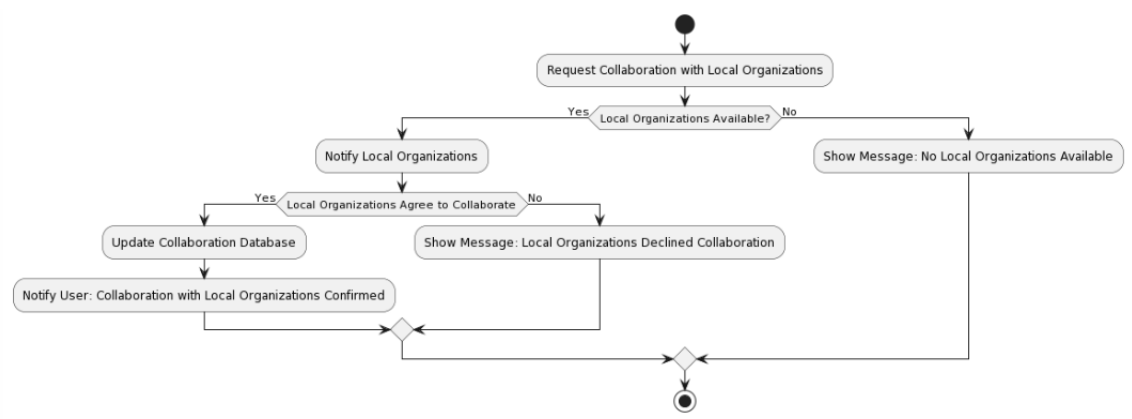 Request Collaboration with Local Organizations
Yes
Local Organizations Available?
No
Notify Local Organizations
Show Message: No Local Organizations Available
Yes
Local Organizations Agree to Collaborate
No
Update Collaboration Database
Show Message: Local Organizations Declined Collaboration
Notify User: Collaboration with Local Organizations Confirmed